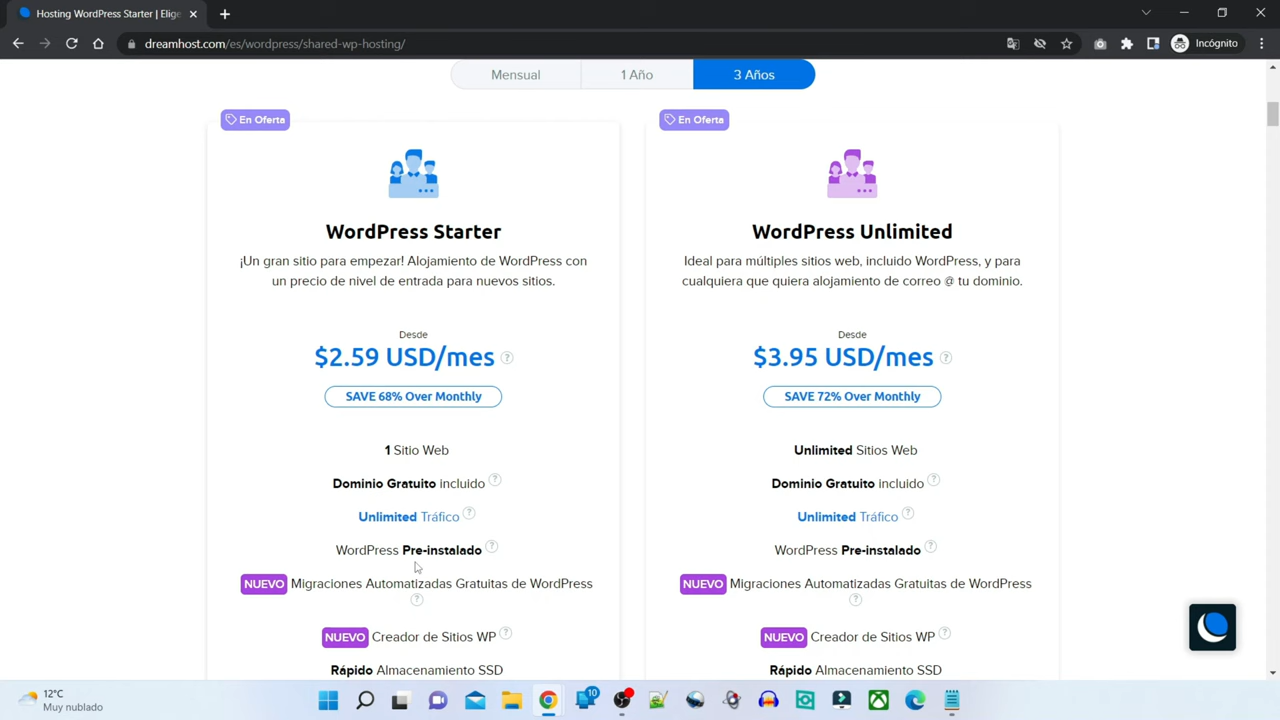 Hosting WordPress Starter | Elige
dreamhost.com/es/wordpress/shared-wp-hosting/
Incógnito
Mensual
1 Año
3 Años
En Oferta
WordPress Starter
¡Un gran sitio para empezar! Alojamiento de WordPress con
un precio de nivel de entrada para nuevos sitios.
Desde
$2.59 USD/mes ?
SAVE 68% Over Monthly
1 Sitio Web
Dominio Gratuito incluido ?
Unlimited Tráfico ?
WordPress Pre-instalado ?
NUEVO Migraciones Automatizadas Gratuitas de WordPress
?
NUEVO Creador de Sitios WP ?
Rápido Almacenamiento SSD
En Oferta
WordPress Unlimited
Ideal para múltiples sitios web, incluido WordPress, y para
cualquiera que quiera alojamiento de correo @ tu dominio.
Desde
$3.95 USD/mes ?
SAVE 72% Over Monthly
Unlimited Sitios Web
Dominio Gratuito incluido ?
Unlimited Tráfico ?
WordPress Pre-instalado ?
NUEVO Migraciones Automatizadas Gratuitas de WordPress
?
NUEVO Creador de Sitios WP ?
Rápido Almacenamiento SSD
12°C
Muy nublado
10